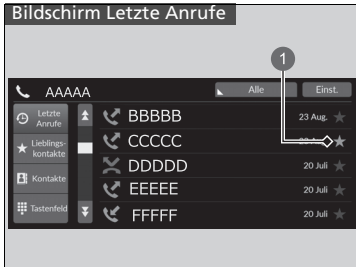 Bildschirm Letzte Anrufe
1
AAAAA
Alle
Einst.
Letzte
Anrufe
BBBBB
23 Aug.
Lieblings-
kontakte
CCCCC
DDDDD
20 Juli
Kontakte
EEEEE
20 Juli
Tastenfeld
FFFFF
20 Juli